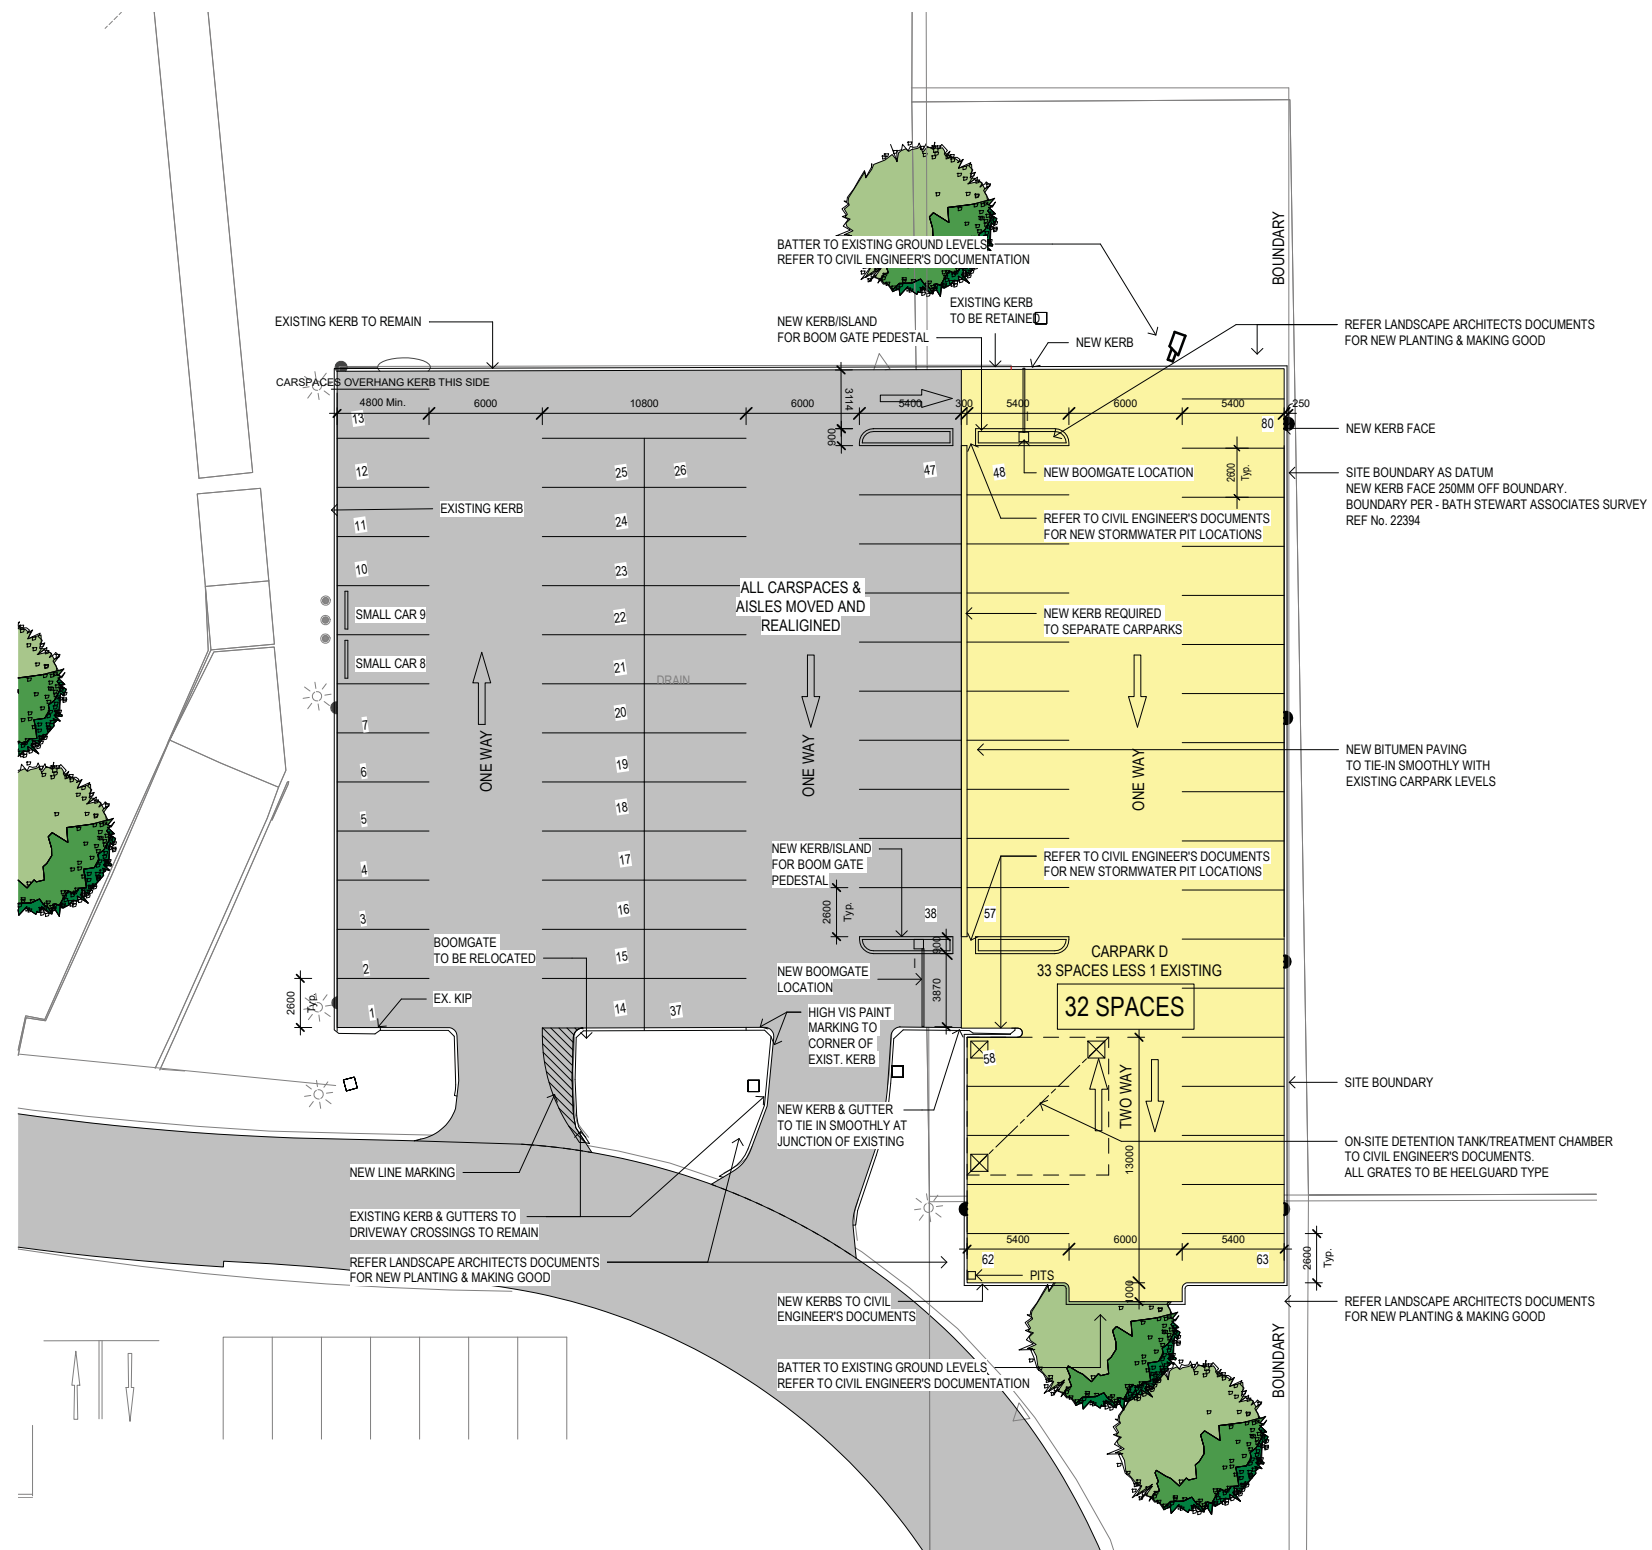 BOUNDARY
BATTER TO EXISTING GROUND LEVELS
REFER TO CIVIL ENGINEER'S DOCUMENTATION
EXISTING KERB
TO BE RETAINED
NEW KERB/ISLAND
FOR BOOM GATE PEDESTAL
NEW KERB
EXISTING KERB TO REMAIN
REFER LANDSCAPE ARCHITECTS DOCUMENTS
FOR NEW PLANTING & MAKING GOOD
CARSPACES OVERHANG KERB THIS SIDE
4800 Min.
6000
10800
6000
3114
5400
300
5400
6000
5400
250
900
13
80
NEW KERB FACE
12
25
26
47
48
NEW BOOMGATE LOCATION
2600
Typ.
SITE BOUNDARY AS DATUM
NEW KERB FACE 250MM OFF BOUNDARY.
BOUNDARY PER - BATH STEWART ASSOCIATES SURVEY
REF No. 22394
EXISTING KERB
11
24
REFER TO CIVIL ENGINEER'S DOCUMENTS
FOR NEW STORMWATER PIT LOCATIONS
10
23
ALL CARSPACES &
AISLES MOVED AND
REALIGINED
SMALL CAR 9
22
NEW KERB REQUIRED
TO SEPARATE CARPARKS
SMALL CAR 8
21
DRAIN
7
20
ONE WAY
ONE WAY
ONE WAY
NEW BITUMEN PAVING
TO TIE-IN SMOOTHLY WITH
EXISTING CARPARK LEVELS
6
19
5
18
4
17
NEW KERB/ISLAND
FOR BOOM GATE
PEDESTAL
REFER TO CIVIL ENGINEER'S DOCUMENTS
FOR NEW STORMWATER PIT LOCATIONS
3
16
2600
Typ.
38
57
BOOMGATE
TO BE RELOCATED
2
15
900
CARPARK D
33 SPACES LESS 1 EXISTING
32 SPACES
NEW BOOMGATE
LOCATION
3870
2600
Typ.
EX. KIP
1
14
37
HIGH VIS PAINT
MARKING TO
CORNER OF
EXIST. KERB
58
TWO WAY
13000
SITE BOUNDARY
NEW KERB & GUTTER
TO TIE IN SMOOTHLY AT
JUNCTION OF EXISTING
ON-SITE DETENTION TANK/TREATMENT CHAMBER
TO CIVIL ENGINEER'S DOCUMENTS.
ALL GRATES TO BE HEELGUARD TYPE
NEW LINE MARKING
EXISTING KERB & GUTTERS TO
DRIVEWAY CROSSINGS TO REMAIN
5400
6000
5400
2600
Typ.
REFER LANDSCAPE ARCHITECTS DOCUMENTS
FOR NEW PLANTING & MAKING GOOD
62
63
PITS
1000
NEW KERBS TO CIVIL
ENGINEER'S DOCUMENTS
REFER LANDSCAPE ARCHITECTS DOCUMENTS
FOR NEW PLANTING & MAKING GOOD
BOUNDARY
BATTER TO EXISTING GROUND LEVELS
REFER TO CIVIL ENGINEER'S DOCUMENTATION